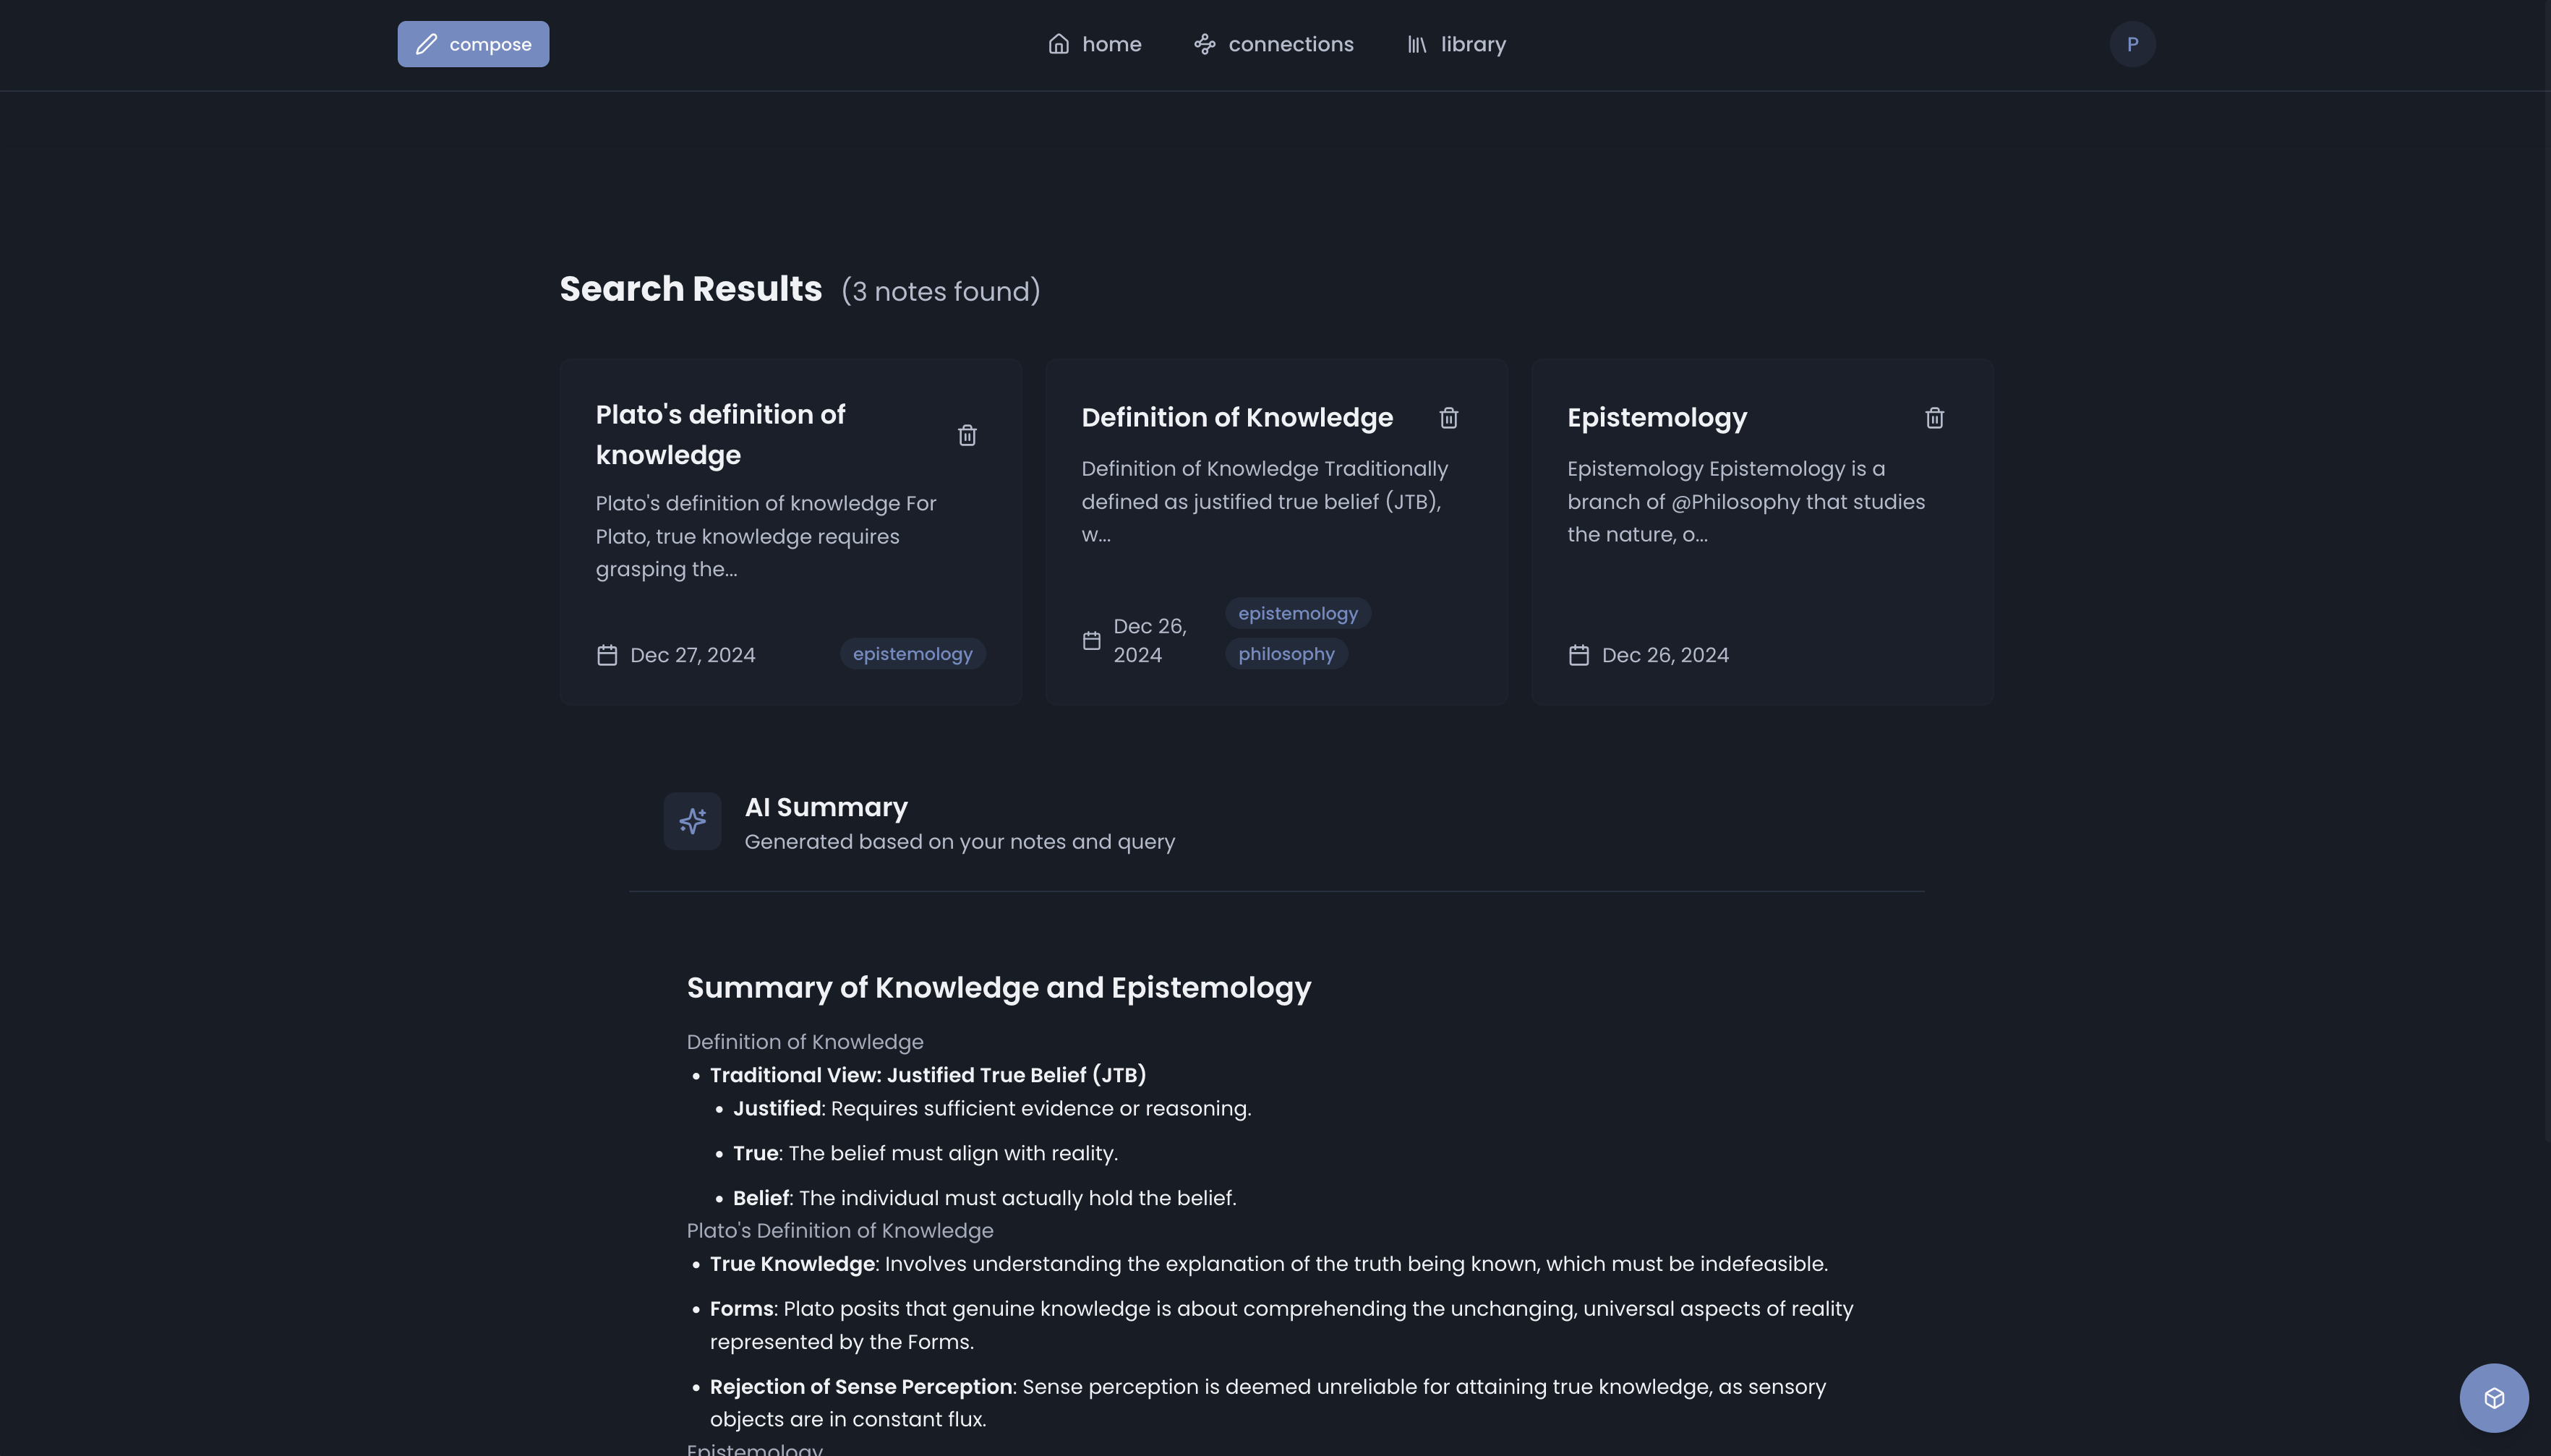 compose
home
connections
library
P
Search Results (3 notes found)
Plato's definition of
knowledge
Plato's definition of knowledge For
Plato, true knowledge requires
grasping the...
Dec 27, 2024
epistemology
Definition of Knowledge
Definition of Knowledge Traditionally
defined as justified true belief (JTB),
w...
Dec 26,
2024
epistemology
philosophy
Epistemology
Epistemology Epistemology is a
branch of @Philosophy that studies
the nature, o...
Dec 26, 2024
AI Summary
Generated based on your notes and query
Summary of Knowledge and Epistemology
Definition of Knowledge
• Traditional View: Justified True Belief (JTB)
• Justified: Requires sufficient evidence or reasoning.
• True: The belief must align with reality.
• Belief: The individual must actually hold the belief.
Plato's Definition of Knowledge
• True Knowledge: Involves understanding the explanation of the truth being known, which must be indefeasible.
• Forms: Plato posits that genuine knowledge is about comprehending the unchanging, universal aspects of reality
represented by the Forms.
• Rejection of Sense Perception: Sense perception is deemed unreliable for attaining true knowledge, as sensory
objects are in constant flux.
Epistemology